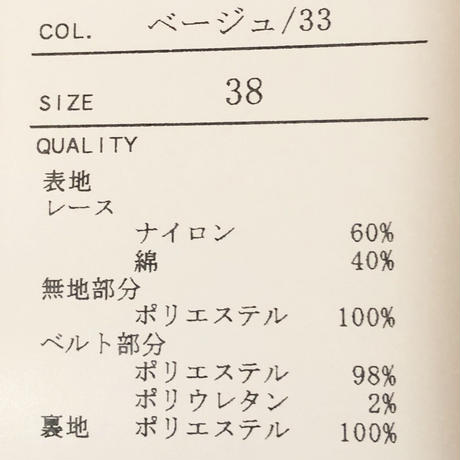 COL. ベージュ/33
SIZE 38
QUALITY
表地
レース
ナイロン 60%
綿 40%
無地部分
ポリエステル 100%
ベルト部分
ポリエステル 98%
ポリウレタン 2%
裏地 ポリエステル 100%